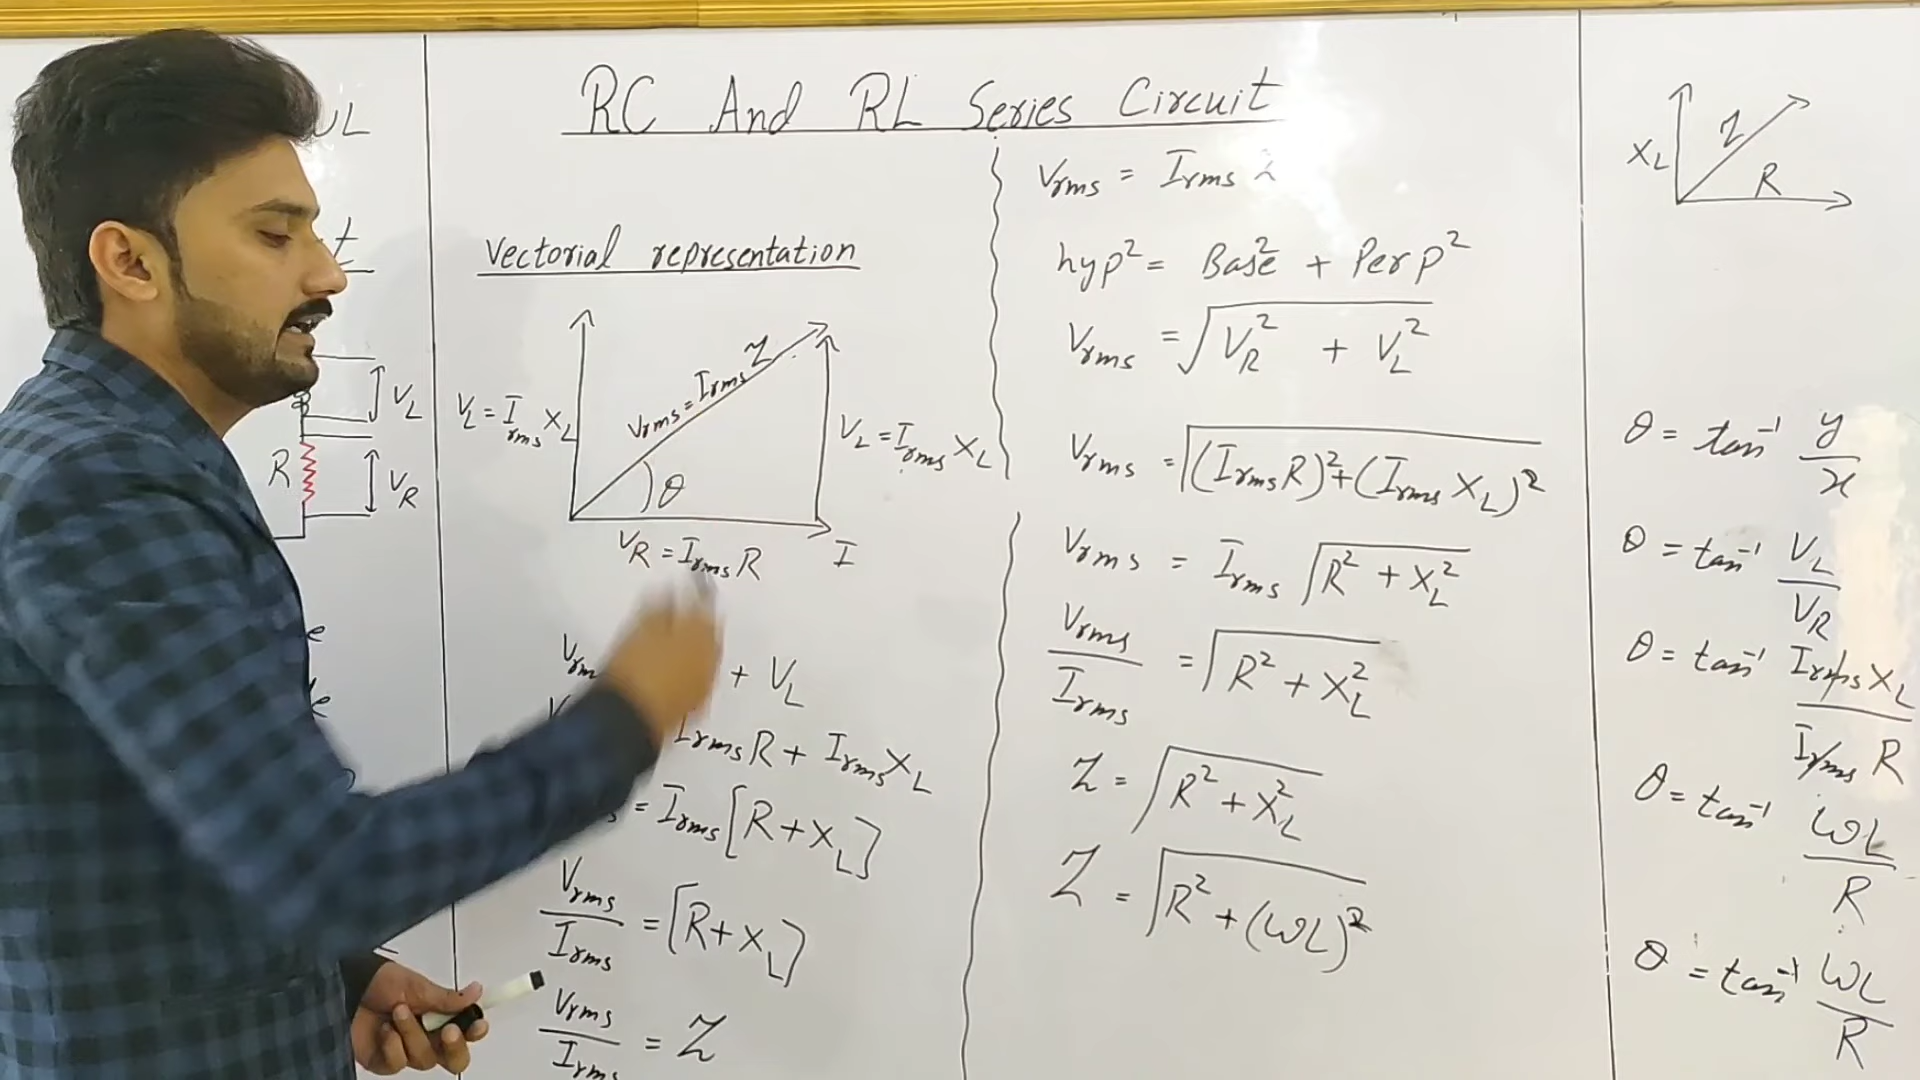 RC And RL Series Circuit
ωL
t
VL
R
VR
e
Vectorial representation
VL = Irms XL
Vrms = Irms Z
θ
VL = Irms XL
VR = Irms R
I
Vrm + VL
Irms R + Irms XL
s = Irms [R + XL]
Vrms / Irms = [R + XL]
Vrms / Irms = Z
Vrms = Irms Z
hyp² = Base² + Perp²
Vrms = √(VR² + VL²)
Vrms = √((Irms R)² + (Irms XL)²)
Vrms = Irms √(R² + XL²)
Vrms / Irms = √(R² + XL²)
Z = √(R² + XL²)
Z = √(R² + (ωL)²)
XL
Z
R
θ = tan⁻¹ y / x
θ = tan⁻¹ VL / VR
θ = tan⁻¹ Irms XL / Irms R
θ = tan⁻¹ ωL / R
θ = tan⁻¹ ωL / R